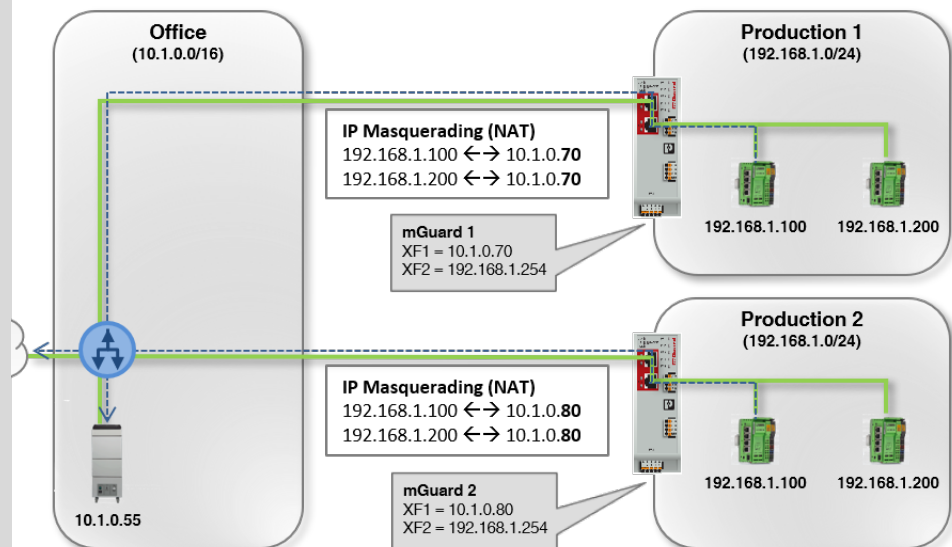 Office
(10.1.0.0/16)
Production 1
(192.168.1.0/24)
IP Masquerading (NAT)
192.168.1.100 ←→ 10.1.0.70
192.168.1.200 ←→ 10.1.0.70
mGuard 1
XF1 = 10.1.0.70
XF2 = 192.168.1.254
192.168.1.100
192.168.1.200
Production 2
(192.168.1.0/24)
IP Masquerading (NAT)
192.168.1.100 ←→ 10.1.0.80
192.168.1.200 ←→ 10.1.0.80
mGuard 2
XF1 = 10.1.0.80
XF2 = 192.168.1.254
192.168.1.100
192.168.1.200
10.1.0.55